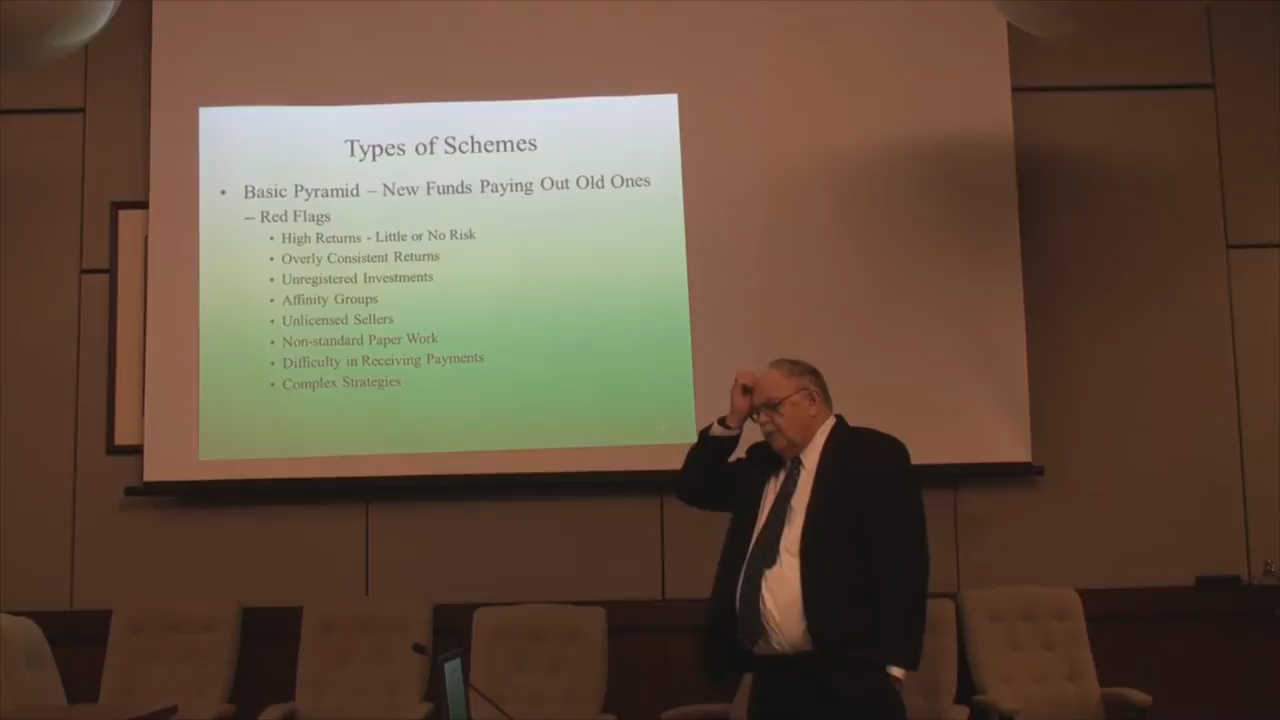 Types of Schemes
• Basic Pyramid – New Funds Paying Out Old Ones
– Red Flags
• High Returns - Little or No Risk
• Overly Consistent Returns
• Unregistered Investments
• Affinity Groups
• Unlicensed Sellers
• Non-standard Paper Work
• Difficulty in Receiving Payments
• Complex Strategies